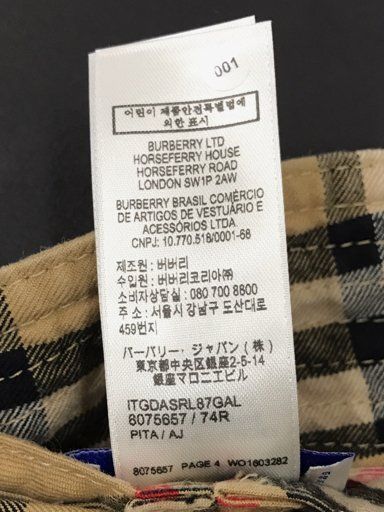 001
어린이 제품안전특별법에
의한 표시
BURBERRY LTD
HORSEFERRY HOUSE
HORSEFERRY ROAD
LONDON SW1P 2AW
BURBERRY BRASIL COMÉRCIO
DE ARTIGOS DE VESTUÁRIO E
ACESSÓRIOS LTDA
CNPJ: 10.770.518/0001-68
제조원 : 버버리
수입원 : 버버리코리아㈜
소비자상담실 : 080 700 8800
주소 : 서울시 강남구 도산대로
459번지
バーバリー・ジャパン(株)
東京都中央区銀座2-5-14
銀座マロニエビル
ITGDASRL87GAL
8075657 / 74R
PITA / AJ
8075657 PAGE 4 WO1603282